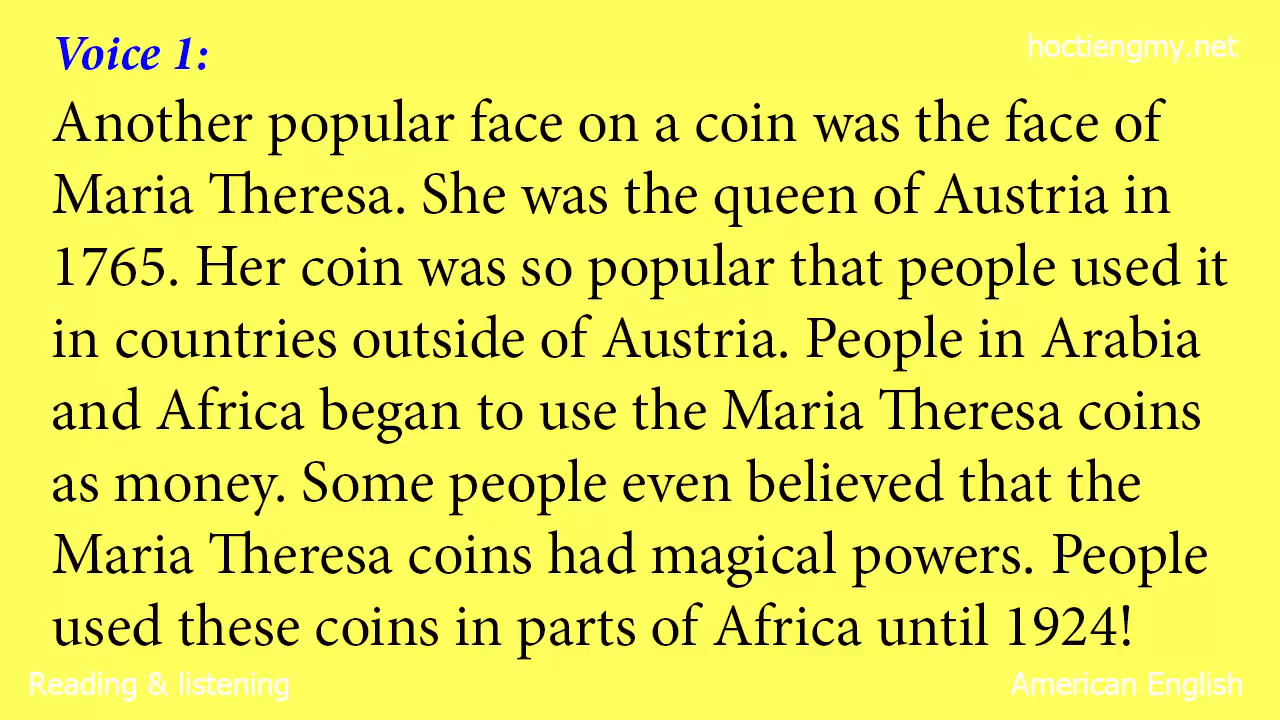 Voice 1:
hoctiengmy.net
Another popular face on a coin was the face of
Maria Theresa. She was the queen of Austria in
1765. Her coin was so popular that people used it
in countries outside of Austria. People in Arabia
and Africa began to use the Maria Theresa coins
as money. Some people even believed that the
Maria Theresa coins had magical powers. People
used these coins in parts of Africa until 1924!
Reading & listening
American English